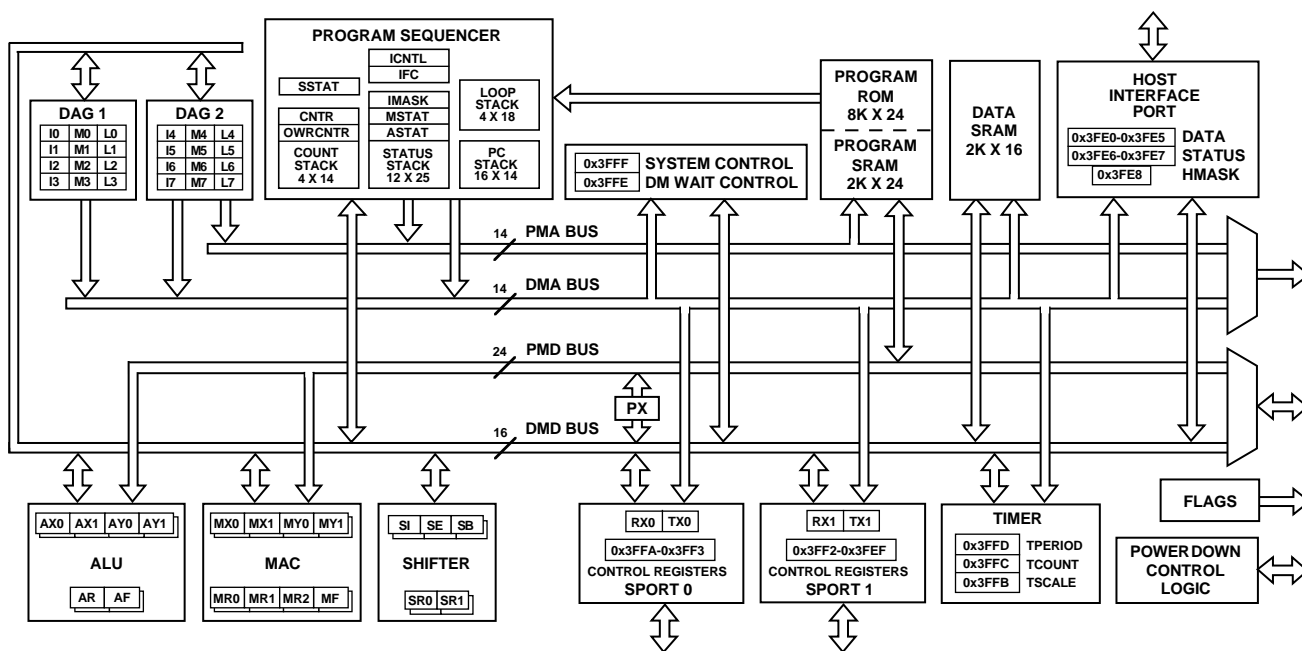 PROGRAM SEQUENCER
ICNTL
IFC
SSTAT
CNTR
OWRCNTR
COUNT
STACK
4 X 14
IMASK
MSTAT
ASTAT
STATUS
STACK
12 X 25
LOOP
STACK
4 X 18
PC
STACK
16 X 14
DAG 1
I0 M0 L0
I1 M1 L1
I2 M2 L2
I3 M3 L3
DAG 2
I4 M4 L4
I5 M5 L5
I6 M6 L6
I7 M7 L7
0x3FFF SYSTEM CONTROL
0x3FFE DM WAIT CONTROL
PROGRAM
ROM
8K X 24
PROGRAM
SRAM
2K X 24
DATA
SRAM
2K X 16
HOST
INTERFACE
PORT
0x3FE0-0x3FE5 DATA
0x3FE6-0x3FE7 STATUS
0x3FE8 HMASK
14 PMA BUS
14 DMA BUS
24 PMD BUS
PX
16 DMD BUS
AX0 AX1 AY0 AY1
ALU
AR AF
MX0 MX1 MY0 MY1
MAC
MR0 MR1 MR2 MF
SI SE SB
SHIFTER
SR0 SR1
RX0 TX0
0x3FFA-0x3FF3
CONTROL REGISTERS
SPORT 0
RX1 TX1
0x3FF2-0x3FEF
CONTROL REGISTERS
SPORT 1
TIMER
0x3FFD TPERIOD
0x3FFC TCOUNT
0x3FFB TSCALE
FLAGS
POWER DOWN
CONTROL
LOGIC